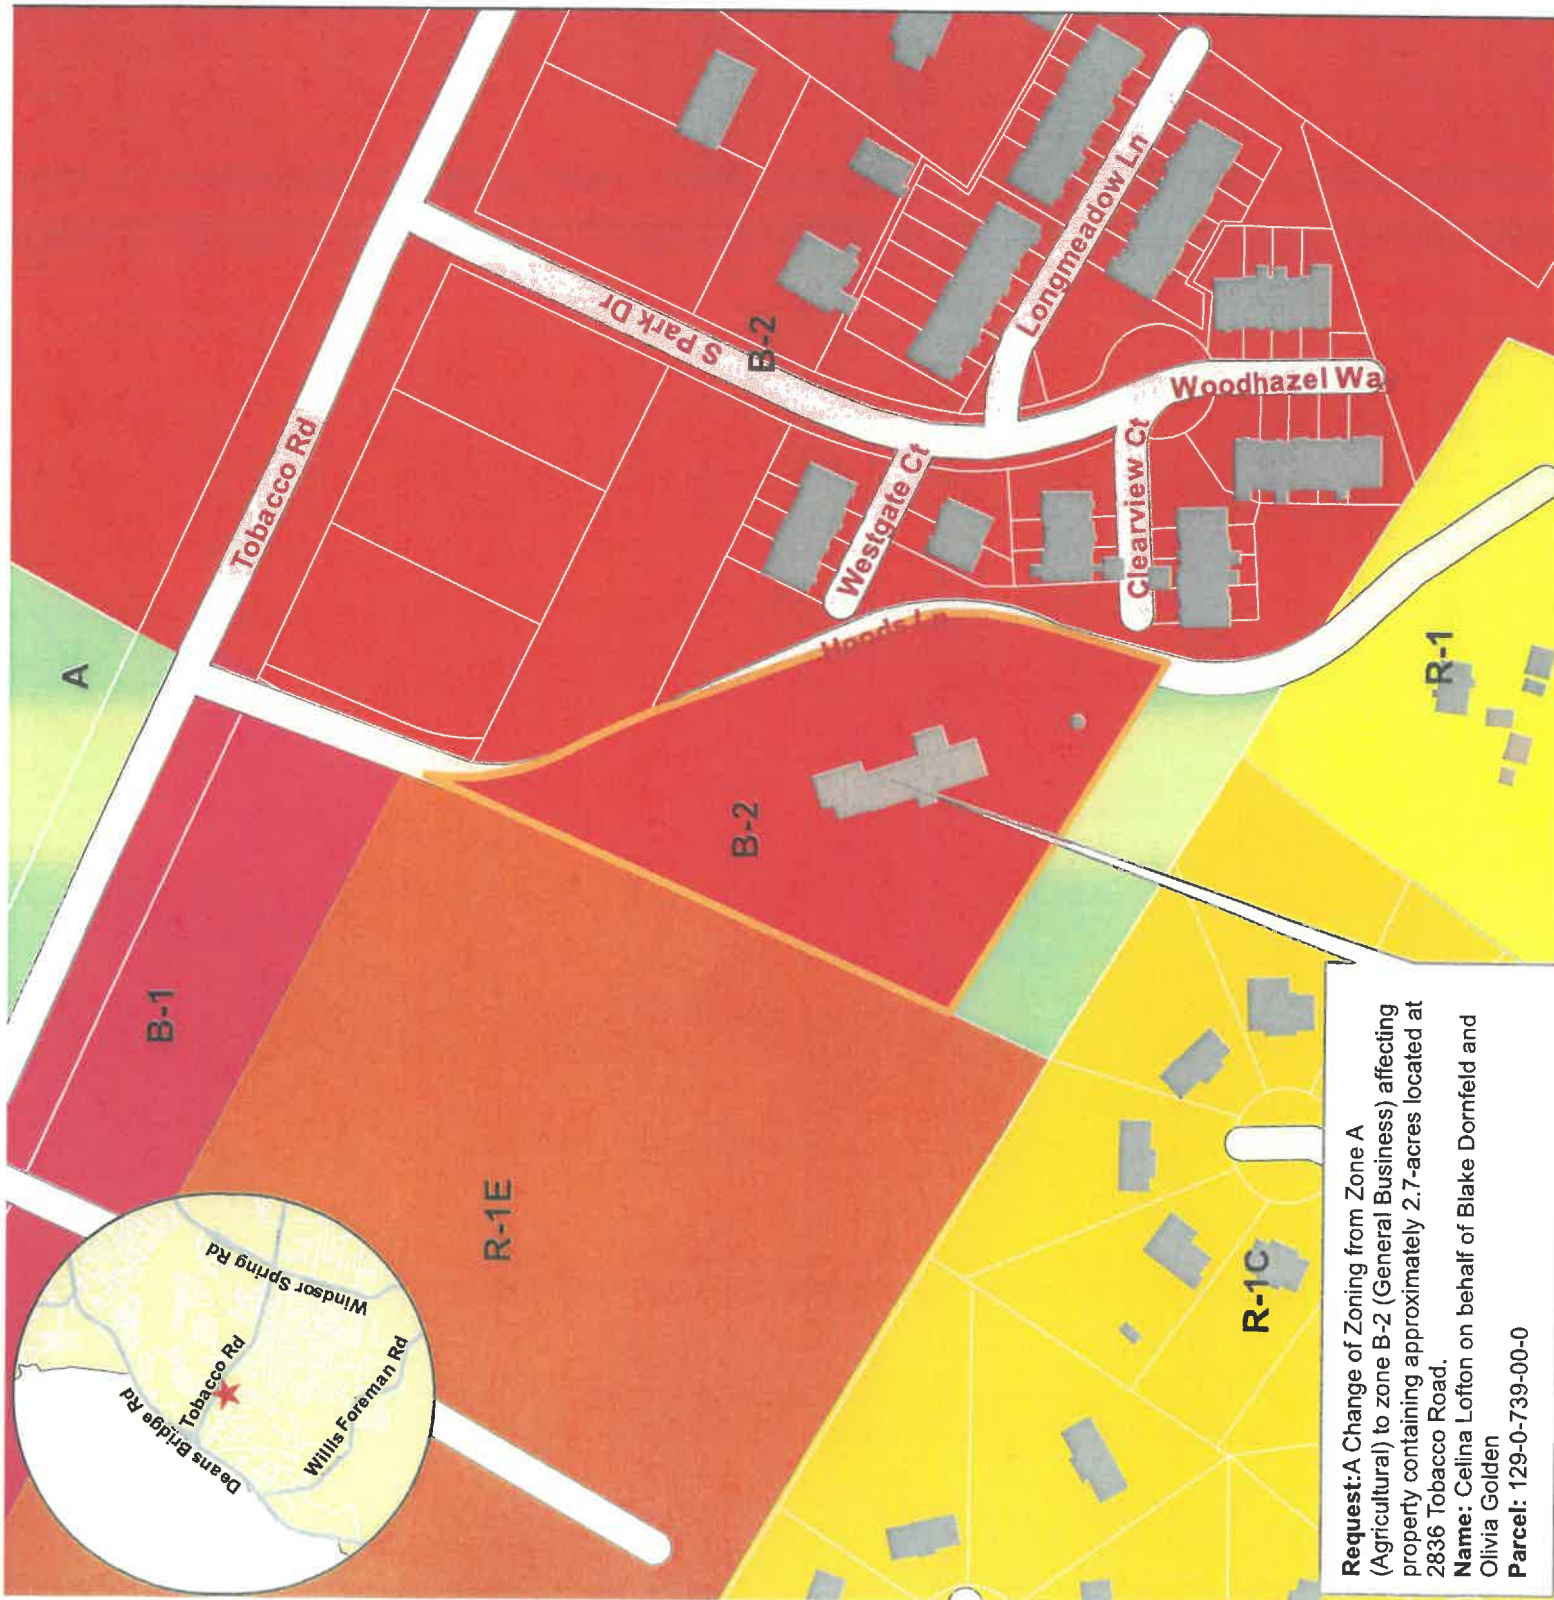 A
Tobacco Rd
B-1
S Park Dr
B-2
Longmeadow Ln
Woodhazel Wa
Westgate Ct
Clearview Ct
Hoods Ln
B-2
R-1
R-1E
R-1C
Windsor Spring Rd
Tobacco Rd
Deans Bridge Rd
Willis Foreman Rd
Request:A Change of Zoning from Zone A
(Agricultural) to zone B-2 (General Business) affecting
property containing approximately 2.7-acres located at
2836 Tobacco Road.
Name: Celina Lofton on behalf of Blake Dornfeld and
Olivia Golden
Parcel: 129-0-739-00-0